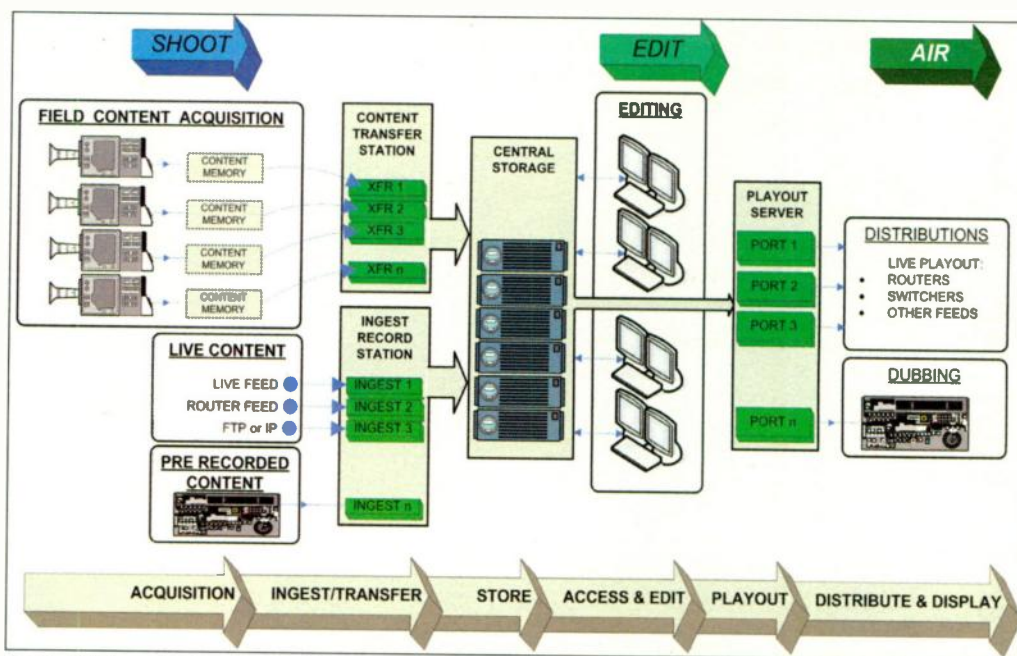 SHOOT
EDIT
AIR
FIELD CONTENT ACQUISITION
CONTENT
MEMORY
CONTENT
MEMORY
CONTENT
MEMORY
CONTENT
MEMORY
CONTENT
TRANSFER
STATION
XFR 1
XFR 2
XFR 3
XFR n
LIVE CONTENT
LIVE FEED
ROUTER FEED
FTP or IP
PRE RECORDED
CONTENT
INGEST
RECORD
STATION
INGEST 1
INGEST 2
INGEST 3
INGEST n
CENTRAL
STORAGE
EDITING
PLAYOUT
SERVER
PORT 1
PORT 2
PORT 3
PORT n
DISTRIBUTIONS
LIVE PLAYOUT:
• ROUTERS
• SWITCHERS
• OTHER FEEDS
DUBBING
ACQUISITION
INGEST/TRANSFER
STORE
ACCESS & EDIT
PLAYOUT
DISTRIBUTE & DISPLAY